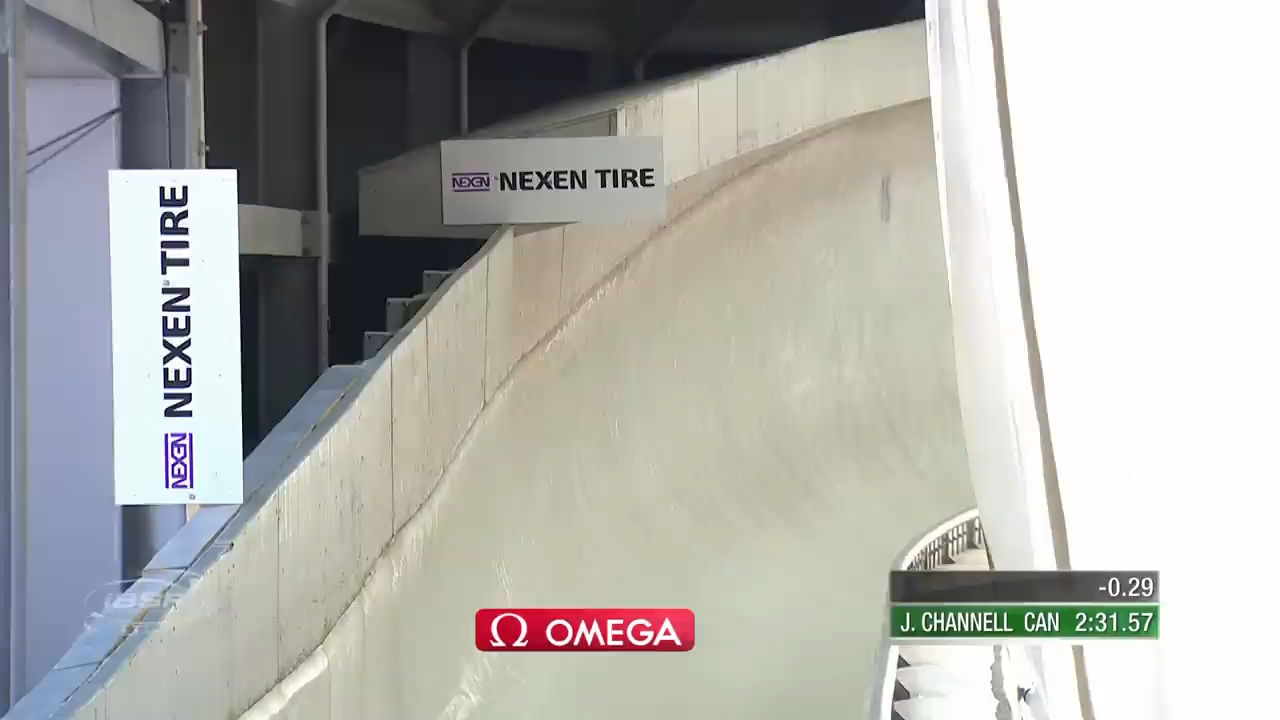 NEXEN NEXEN TIRE
NEXEN NEXEN TIRE
-0.29
J. CHANNELL CAN 2:31.57
Ω OMEGA